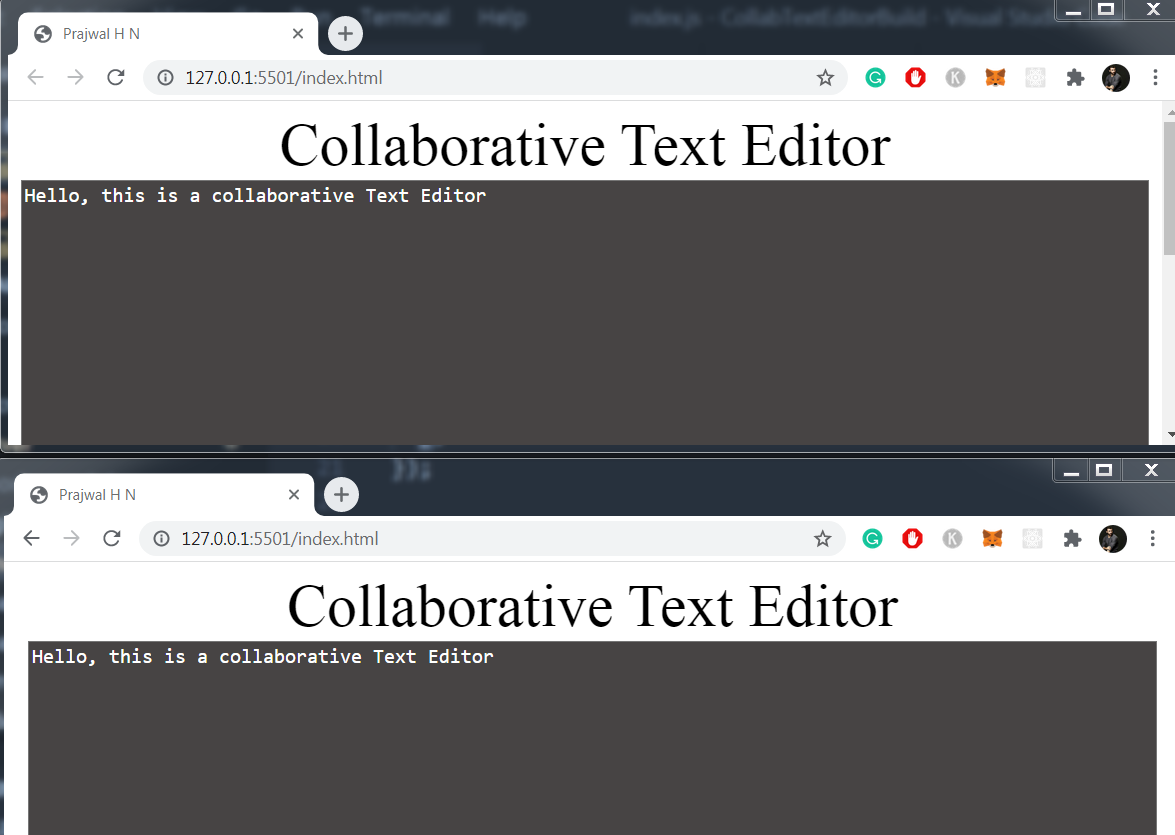 Terminal Help index.js - CollabTextEditorBuild - Visual Stud
Prajwal H N
127.0.0.1:5501/index.html
Collaborative Text Editor
Hello, this is a collaborative Text Editor
});
Prajwal H N
127.0.0.1:5501/index.html
Collaborative Text Editor
Hello, this is a collaborative Text Editor